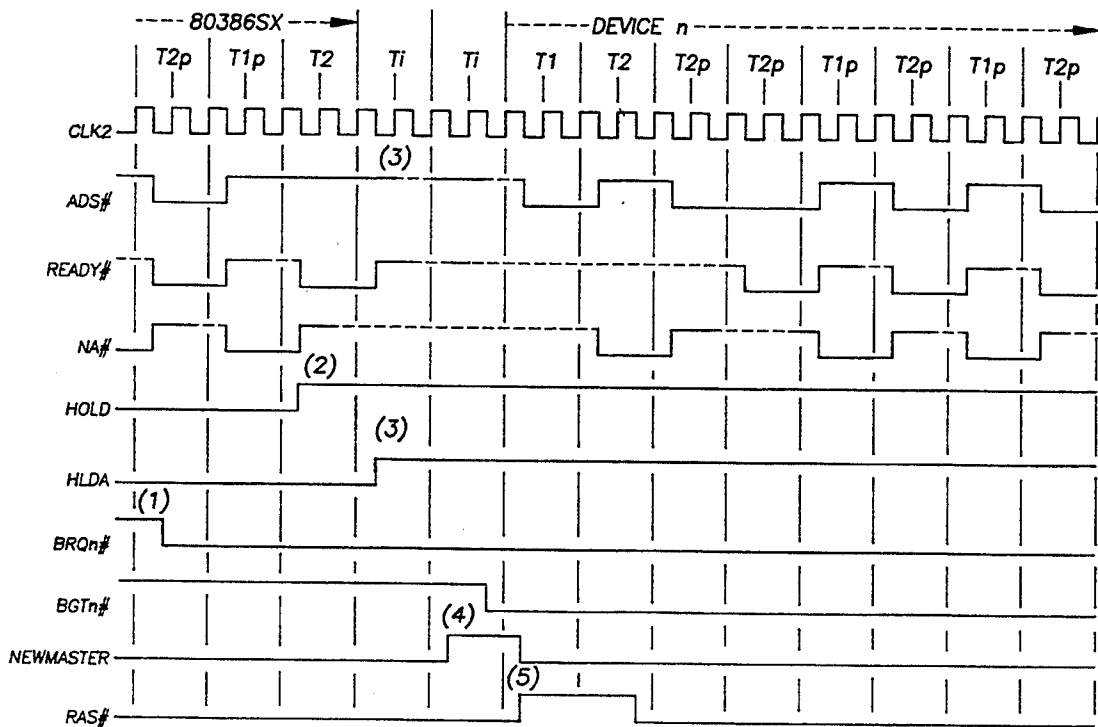 80386SX DEVICE n
T2p T1p T2 Ti Ti T1 T2 T2p T2p T1p T2p T1p T2p
CLK2
(3)
ADS#
READY#
NA#
(2)
HOLD
(3)
HLDA
(1)
BRQn#
BGTn#
(4)
NEWMASTER
(5)
RAS#